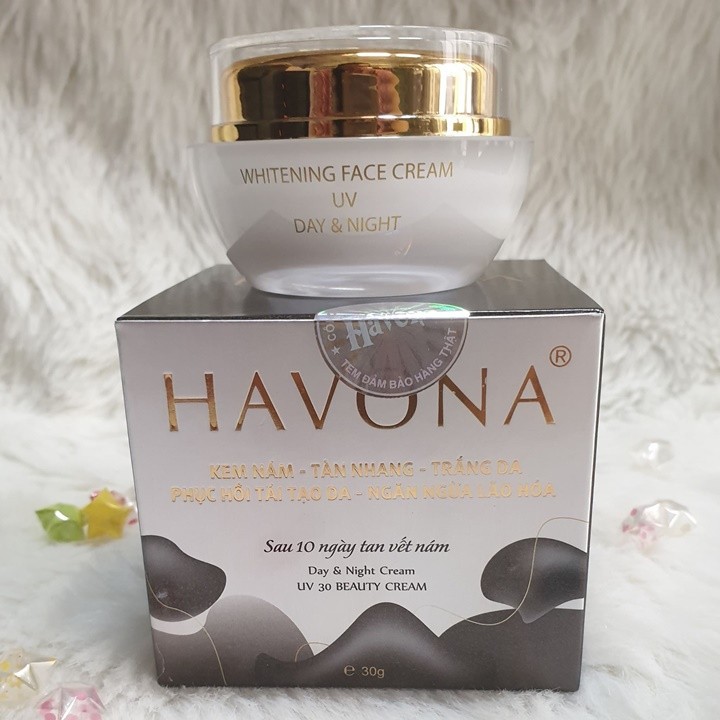 WHITENING FACE CREAM
UV
DAY & NIGHT
TEM ĐẢM BẢO HÀNG THẬT
HAVONA®
KEM NÁM - TÀN NHANG - TRẮNG DA
PHỤC HỒI TÁI TẠO DA - NGĂN NGỪA LÃO HÓA
Sau 10 ngày tan vết nám
Day & Night Cream
UV 30 BEAUTY CREAM
℮ 30g